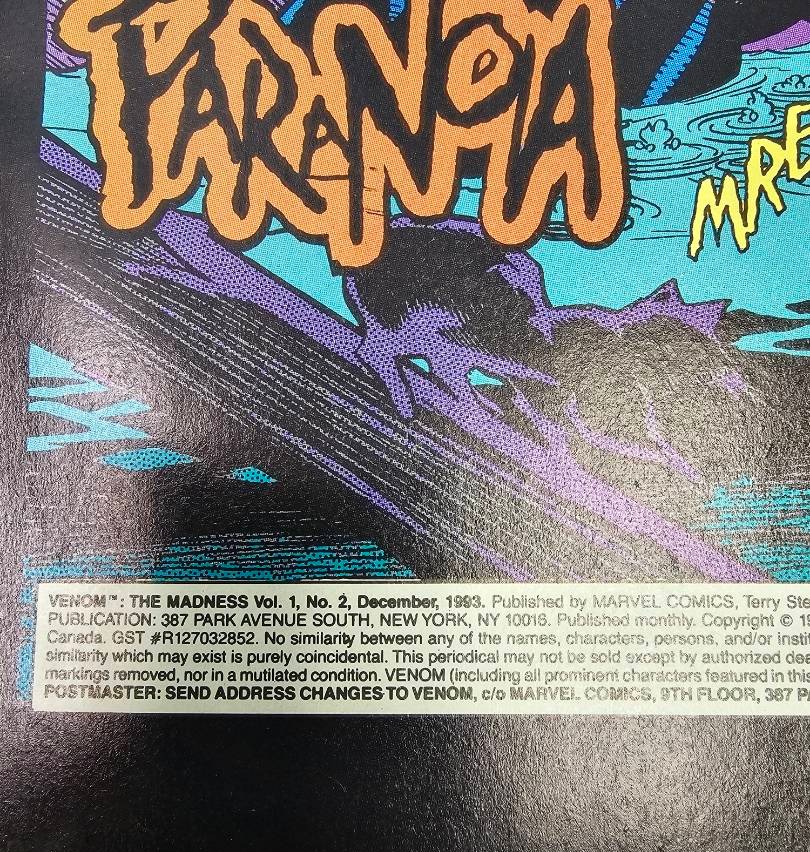 PARANOIA
MRE
VENOM™: THE MADNESS Vol. 1, No. 2, December, 1993. Published by MARVEL COMICS, Terry Ste
PUBLICATION: 387 PARK AVENUE SOUTH, NEW YORK, NY 10016. Published monthly. Copyright © 19
Canada. GST #R127032852. No similarity between any of the names, characters, persons, and/or insti
similarity which may exist is purely coincidental. This periodical may not be sold except by authorized dea
markings removed, nor in a mutilated condition. VENOM (including all prominent characters featured in this
POSTMASTER: SEND ADDRESS CHANGES TO VENOM, c/o MARVEL COMICS, 9TH FLOOR, 387 PA